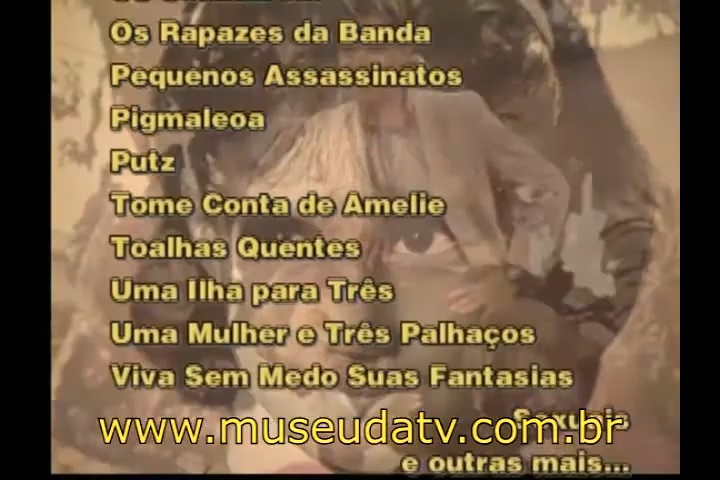 Os Rapazes da Banda
Pequenos Assassinatos
Pigmaleoa
Putz
Tome Conta de Amelie
Toalhas Quentes
Uma Ilha para Três
Uma Mulher e Três Palhaços
Viva Sem Medo Suas Fantasias
Sexuais
www.museudatv.com.br
e outras mais...